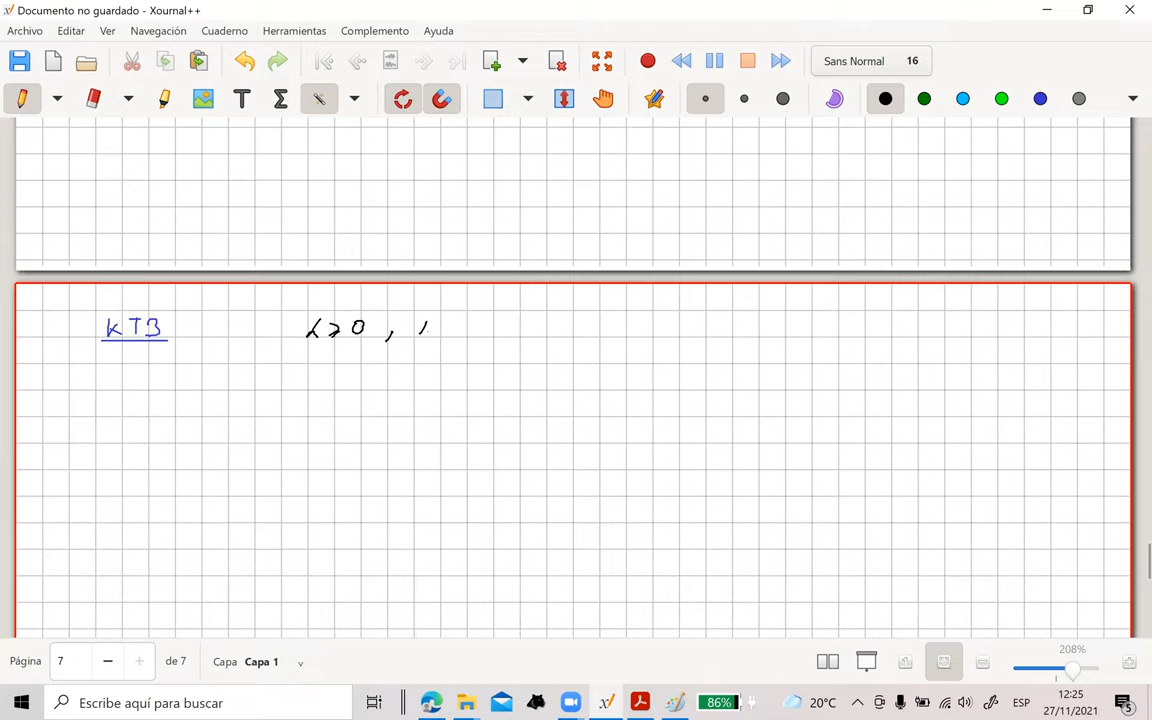 Documento no guardado - Xournal++
Archivo Editar Ver Navegación Cuaderno Herramientas Complemento Ayuda
Sans Normal 16
KTB α≥0 ,
Página 7 de 7 Capa Capa 1 208%
Escribe aquí para buscar 86% 20°C ESP 12:25
27/11/2021 5